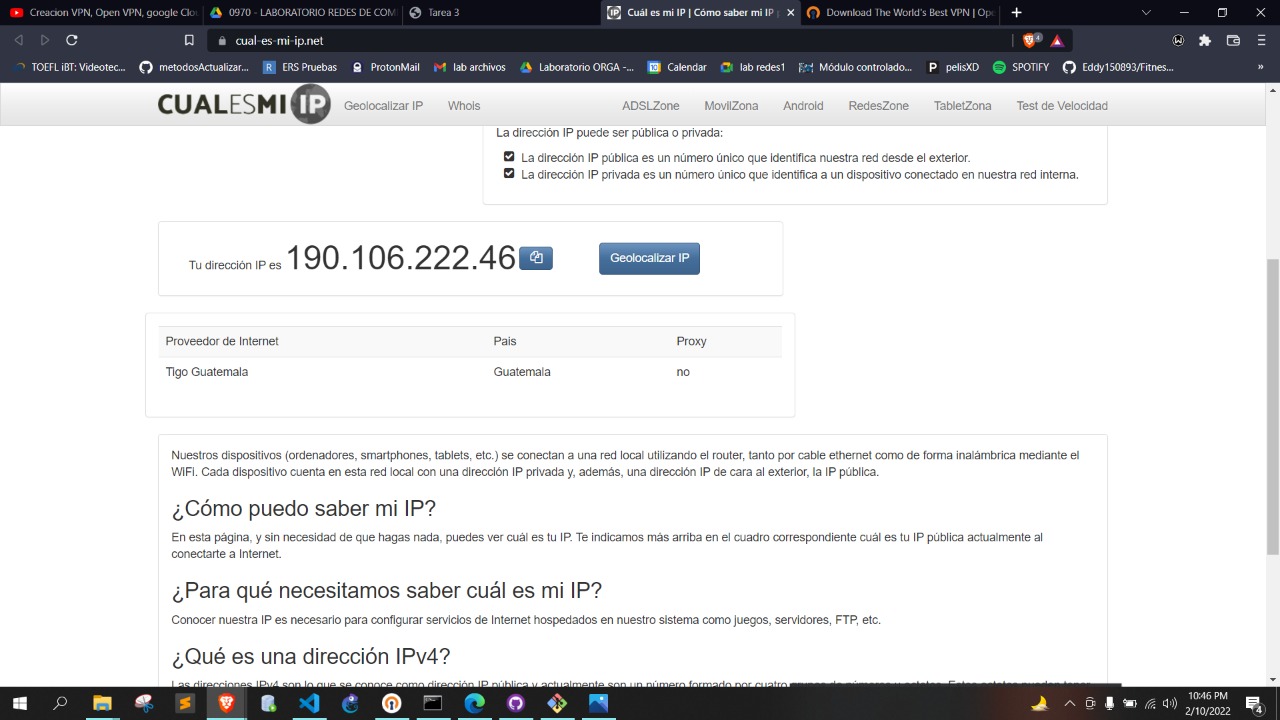 Creacion VPN, Open VPN, google Clo
0970 - LABORATORIO REDES DE COM
Tarea 3
Cuál es mi IP | Cómo saber mi IP
Download The World's Best VPN | Ope
cual-es-mi-ip.net
4
TOEFL iBT: Videotec...
metodosActualizar...
ERS Pruebas
ProtonMail
lab archivos
Laboratorio ORGA -...
Calendar
lab redes1
Módulo controlado...
pelisXD
SPOTIFY
Eddy150893/Fitnes...
»
CUALESMI IP
Geolocalizar IP
Whois
ADSLZone
MovilZona
Android
RedesZone
TabletZona
Test de Velocidad
La dirección IP puede ser pública o privada:
La dirección IP pública es un número único que identifica nuestra red desde el exterior.
La dirección IP privada es un número único que identifica a un dispositivo conectado en nuestra red interna.
Tu dirección IP es 190.106.222.46
Geolocalizar IP
Proveedor de Internet
Pais
Proxy
Tigo Guatemala
Guatemala
no
Nuestros dispositivos (ordenadores, smartphones, tablets, etc.) se conectan a una red local utilizando el router, tanto por cable ethernet como de forma inalámbrica mediante el
WiFi. Cada dispositivo cuenta en esta red local con una dirección IP privada y, además, una dirección IP de cara al exterior, la IP pública.
¿Cómo puedo saber mi IP?
En esta página, y sin necesidad de que hagas nada, puedes ver cuál es tu IP. Te indicamos más arriba en el cuadro correspondiente cuál es tu IP pública actualmente al
conectarte a Internet.
¿Para qué necesitamos saber cuál es mi IP?
Conocer nuestra IP es necesario para configurar servicios de Internet hospedados en nuestro sistema como juegos, servidores, FTP, etc.
¿Qué es una dirección IPv4?
Las direcciones IPv4 son lo que se conoce como dirección IP pública y actualmente son un número formado por cuatro
10:46 PM
2/10/2022
4